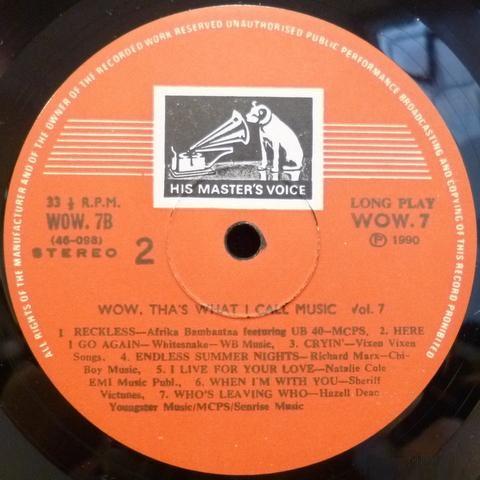 ALL RIGHTS OF THE MANUFACTURER AND OF THE OWNER OF THE RECORDED WORK RESERVED UNAUTHORISED PUBLIC PERFORMANCE BROADCASTING AND COPYING OF THIS RECORD PROHIBITED
HIS MASTER'S VOICE
33 ⅓ R.P.M.
WOW. 7B
(46-098)
STEREO
2
LONG PLAY
WOW. 7
Ⓟ 1990
WOW, THA'S WHAT I CALL MUSIC Vol. 7
1 RECKLESS—Afrika Bambaataa featuring UB 40—MCPS, 2. HERE
I GO AGAIN—Whitesnake—WB Music, 3. CRYIN'—Vixen Vixen
Songs. 4. ENDLESS SUMMER NIGHTS—Richard Marx—Chi-
Boy Music, 5. I LIVE FOR YOUR LOVE—Natalie Cole
EMI Music Publ., 6. WHEN I'M WITH YOU—Sheriff
Victunes, 7. WHO'S LEAVING WHO—Hazell Dean
Youngster Music/MCPS/Senrise Music